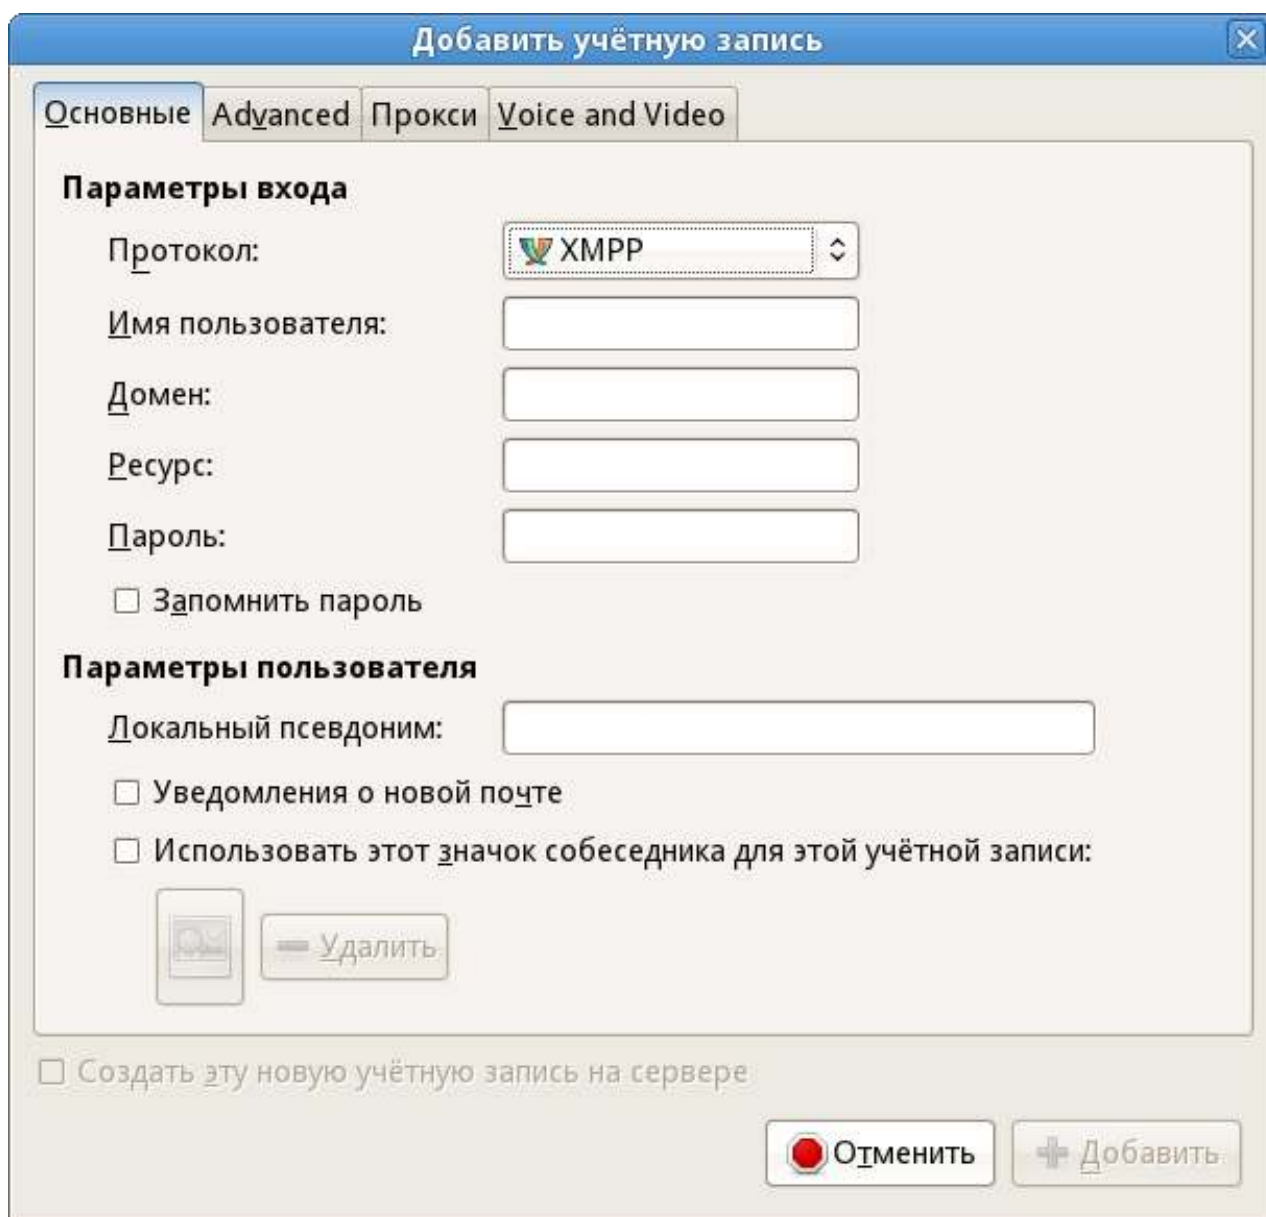 Добавить учётную запись
Основные Advanced Прокси Voice and Video
Параметры входа
Протокол: XMPP
Имя пользователя:
Домен:
Ресурс:
Пароль:
Запомнить пароль
Параметры пользователя
Локальный псевдоним:
Уведомления о новой почте
Использовать этот значок собеседника для этой учётной записи:
Удалить
Создать эту новую учётную запись на сервере
Отменить Добавить